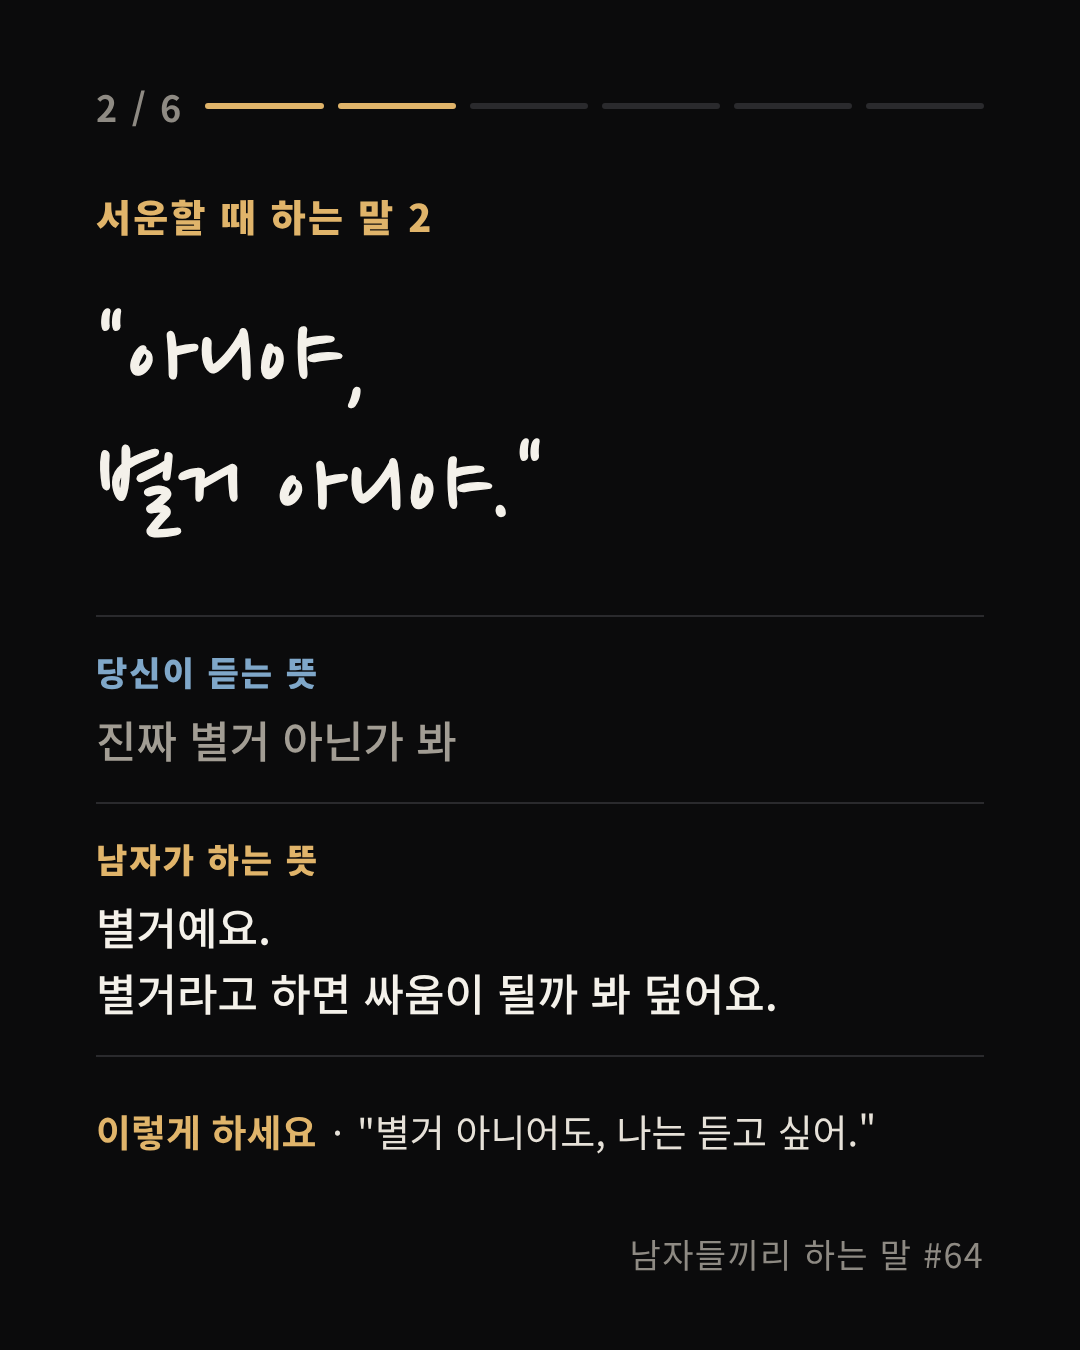 2 / 6
서운할 때 하는 말 2
"아니야,
별거 아니야."
당신이 듣는 뜻
진짜 별거 아닌가 봐
남자가 하는 뜻
별거예요.
별거라고 하면 싸움이 될까 봐 덮어요.
이렇게 하세요 · "별거 아니어도, 나는 듣고 싶어."
남자들끼리 하는 말 #64